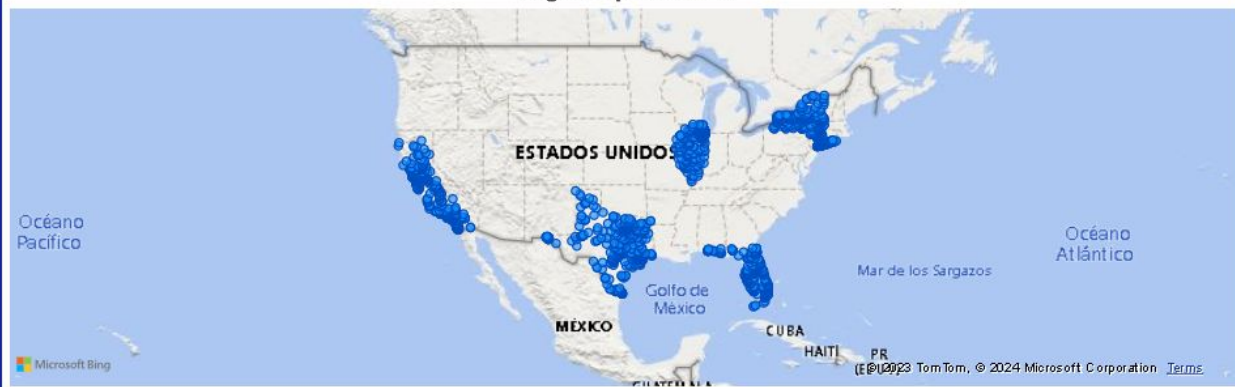 ESTADOS UNIDOS
Océano
Pacífico
Océano
Atlántico
Mar de los Sargazos
Golfo de
México
MÉXICO
CUBA
HAITÍ
PR
Microsoft Bing
© 2023 TomTom, © 2024 Microsoft Corporation Terms
GUATEMALA